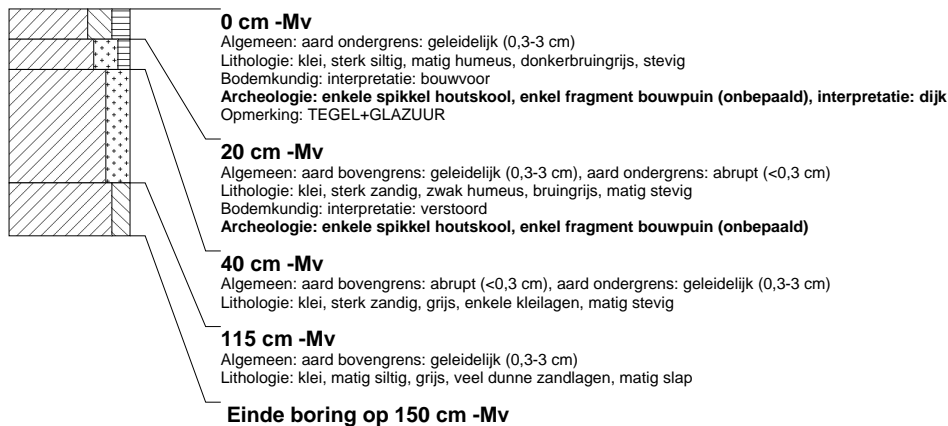 0 cm -Mv
Algemeen: aard ondergrens: geleidelijk (0,3-3 cm)
Lithologie: klei, sterk siltig, matig humeus, donkerbruingrijs, stevig
Bodemkundig: interpretatie: bouwvoor
Archeologie: enkele spikkel houtskool, enkel fragment bouwpuin (onbepaald), interpretatie: dijk
Opmerking: TEGEL+GLAZUUR
20 cm -Mv
Algemeen: aard bovengrens: geleidelijk (0,3-3 cm), aard ondergrens: abrupt (<0,3 cm)
Lithologie: klei, sterk zandig, zwak humeus, bruingrijs, matig stevig
Bodemkundig: interpretatie: verstoord
Archeologie: enkele spikkel houtskool, enkel fragment bouwpuin (onbepaald)
40 cm -Mv
Algemeen: aard bovengrens: abrupt (<0,3 cm), aard ondergrens: geleidelijk (0,3-3 cm)
Lithologie: klei, sterk zandig, grijs, enkele kleilagen, matig stevig
115 cm -Mv
Algemeen: aard bovengrens: geleidelijk (0,3-3 cm)
Lithologie: klei, matig siltig, grijs, veel dunne zandlagen, matig slap
Einde boring op 150 cm -Mv